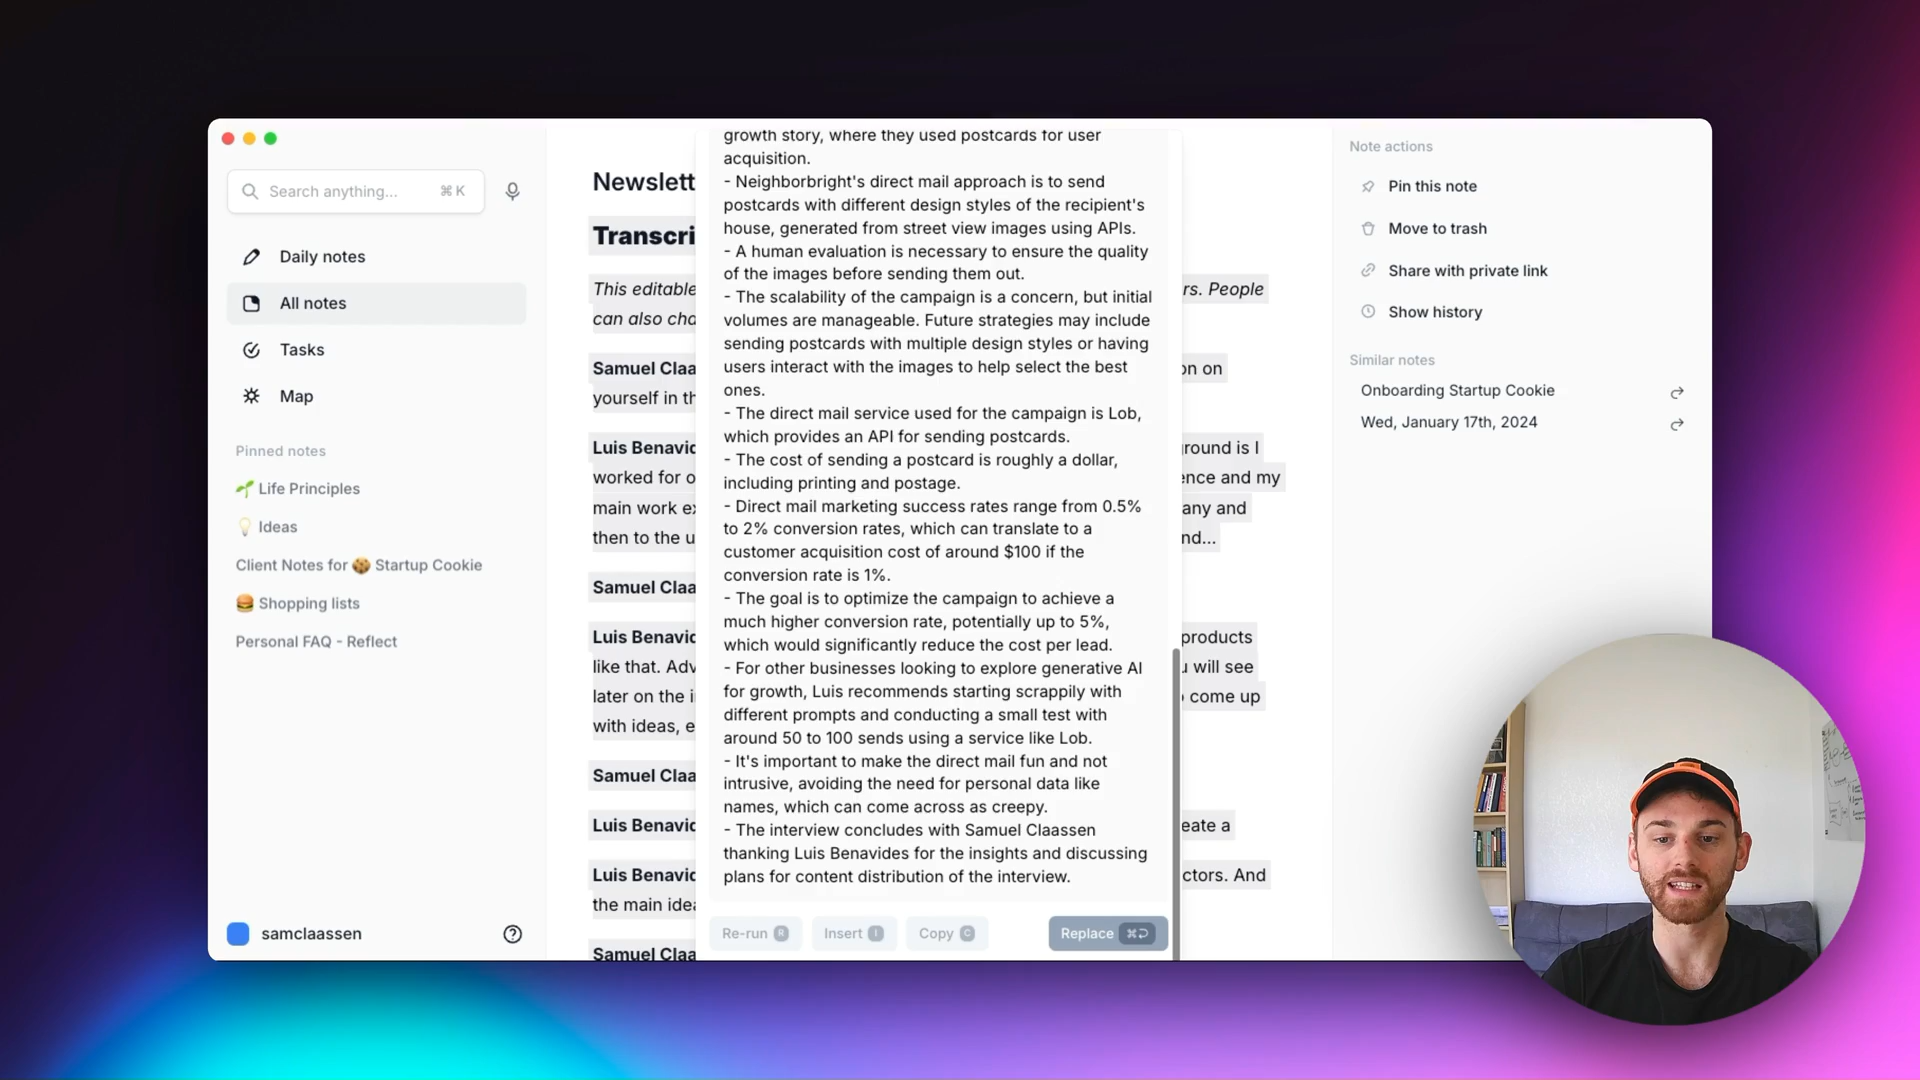 Search anything...
⌘ K
Daily notes
All notes
Tasks
Map
Pinned notes
🌱 Life Principles
💡 Ideas
Client Notes for 🍪 Startup Cookie
🍔 Shopping lists
Personal FAQ - Reflect
samclaassen
Newslett
Transcri
This editable
rs. People
can also cha
Samuel Claa
on on
yourself in th
Luis Benavid
ground is I
worked for o
ence and my
main work ex
any and
then to the u
nd...
Samuel Claa
Luis Benavid
products
like that. Adv
u will see
later on the i
come up
with ideas, e
Samuel Claa
Luis Benavid
eate a
Luis Benavid
ctors. And
the main idea
Samuel Claa
growth story, where they used postcards for user
acquisition.
- Neighborbright's direct mail approach is to send
postcards with different design styles of the recipient's
house, generated from street view images using APIs.
- A human evaluation is necessary to ensure the quality
of the images before sending them out.
- The scalability of the campaign is a concern, but initial
volumes are manageable. Future strategies may include
sending postcards with multiple design styles or having
users interact with the images to help select the best
ones.
- The direct mail service used for the campaign is Lob,
which provides an API for sending postcards.
- The cost of sending a postcard is roughly a dollar,
including printing and postage.
- Direct mail marketing success rates range from 0.5%
to 2% conversion rates, which can translate to a
customer acquisition cost of around $100 if the
conversion rate is 1%.
- The goal is to optimize the campaign to achieve a
much higher conversion rate, potentially up to 5%,
which would significantly reduce the cost per lead.
- For other businesses looking to explore generative AI
for growth, Luis recommends starting scrappily with
different prompts and conducting a small test with
around 50 to 100 sends using a service like Lob.
- It's important to make the direct mail fun and not
intrusive, avoiding the need for personal data like
names, which can come across as creepy.
- The interview concludes with Samuel Claassen
thanking Luis Benavides for the insights and discussing
plans for content distribution of the interview.
Re-run R
Insert I
Copy C
Replace ⌘↩
Note actions
Pin this note
Move to trash
Share with private link
Show history
Similar notes
Onboarding Startup Cookie
Wed, January 17th, 2024